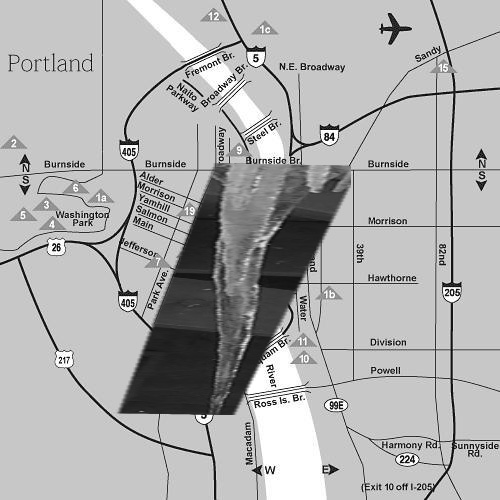 12
1c
Portland
Fremont Br.
5
Sandy
15
N.E. Broadway
Naito
Parkway
Broadway Br.
Steel Br.
84
405
2
9
roadway
Burnside Br.
N
S
Burnside
Burnside
Burnside
N
S
Alder
Morrison
Yamhill
Salmon
Main
6
1a
3
5
4
Washington
Park
19
Morrison
26
Jefferson
7
39th
82nd
nd
Hawthorne
Park Ave.
405
Water
1b
205
11
10
Division
217
River
Powell
Ross Is. Br.
99E
5
Macadam
Harmony Rd.
Sunnyside
Rd.
224
W
E
(Exit 10 off I-205)